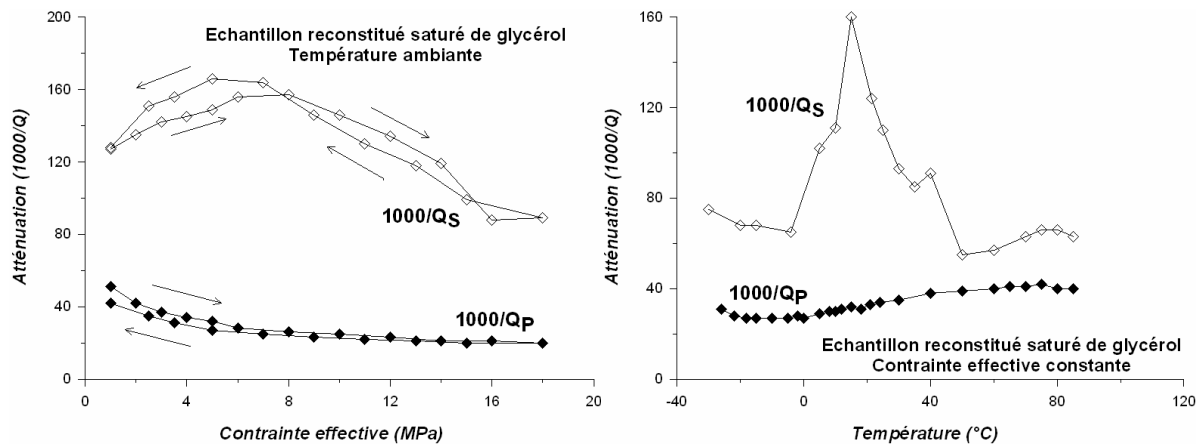 200
160
120
80
40
0
Atténuation (1000/Q)
Echantillon reconstitué saturé de glycérol
Température ambiante
1000/QS
1000/QP
0
4
8
12
16
20
Contrainte effective (MPa)
160
120
80
40
0
Atténuation (1000/Q)
1000/QS
1000/QP
Echantillon reconstitué saturé de glycérol
Contrainte effective constante
-40
0
40
80
120
Température (°C)